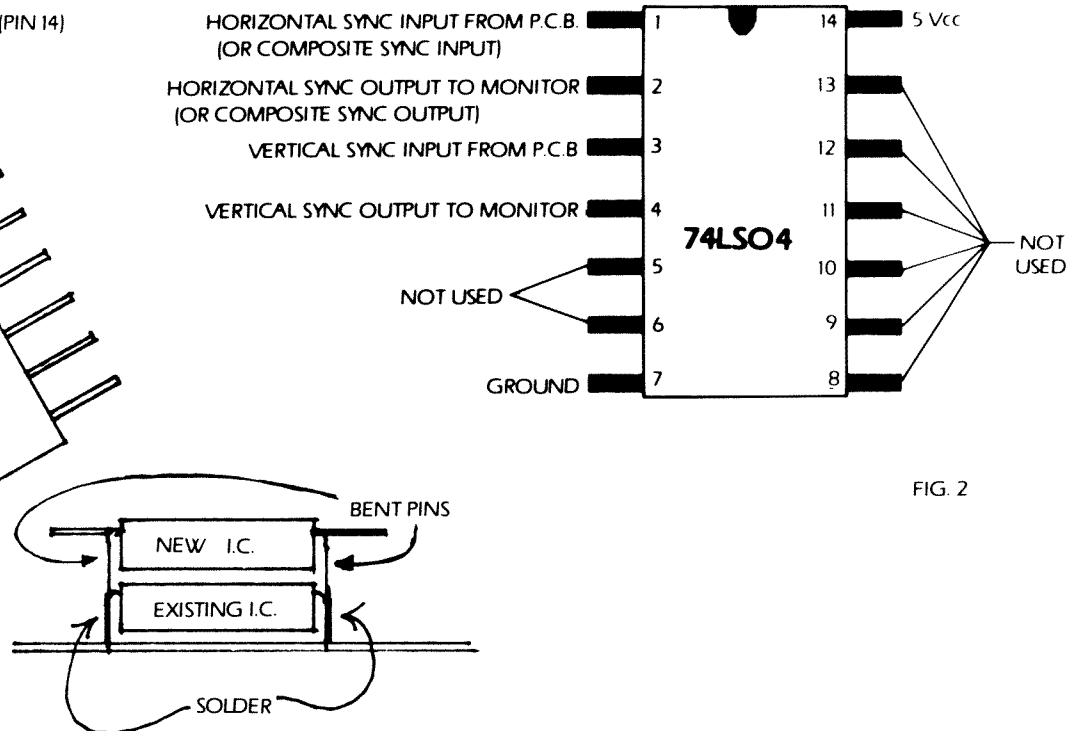 (PIN 14)
HORIZONTAL SYNC INPUT FROM P.C.B.
(OR COMPOSITE SYNC INPUT)
HORIZONTAL SYNC OUTPUT TO MONITOR
(OR COMPOSITE SYNC OUTPUT)
VERTICAL SYNC INPUT FROM P.C.B
VERTICAL SYNC OUTPUT TO MONITOR
NOT USED
GROUND
1
2
3
4
5
6
7
74LSO4
14
13
12
11
10
9
8
5 Vcc
NOT
USED
FIG. 2
BENT PINS
NEW I.C.
EXISTING I.C.
SOLDER